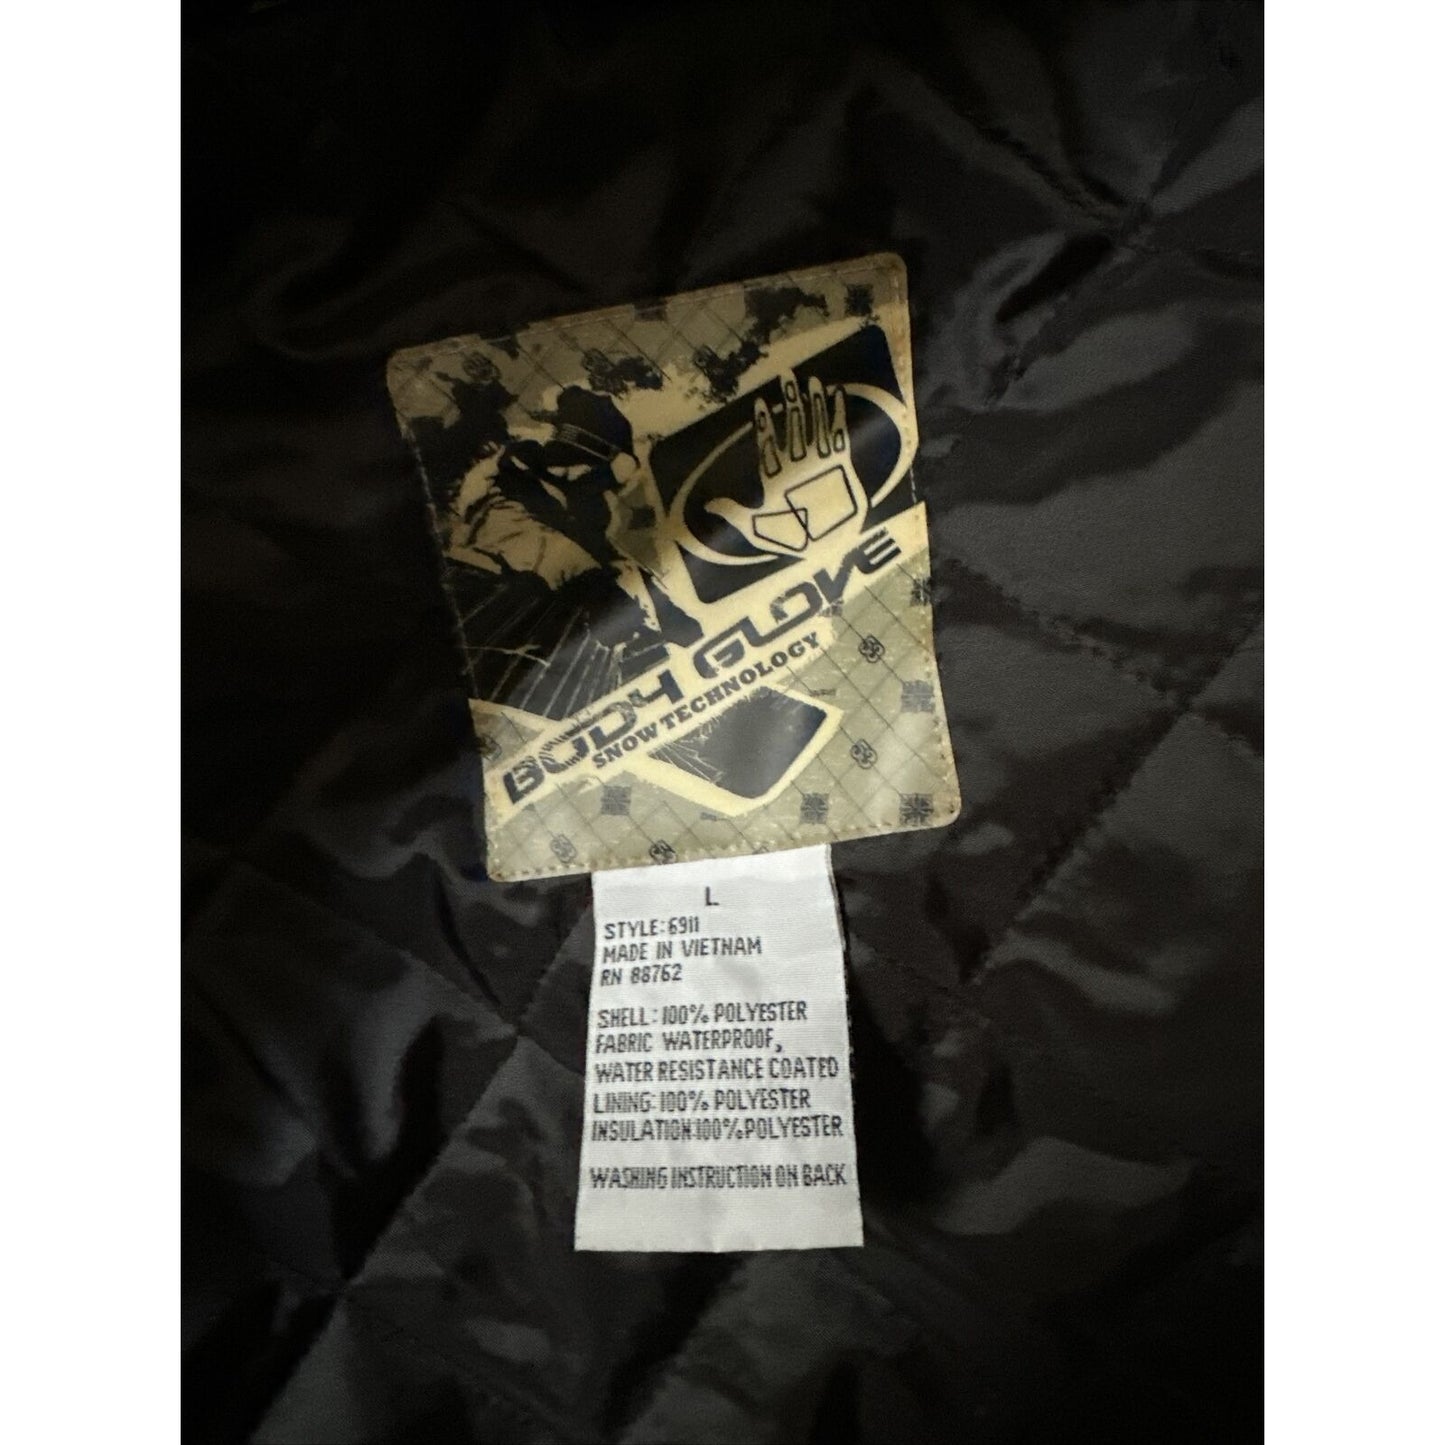 BODY GLOVE
SNOW TECHNOLOGY
L
STYLE: 6911
MADE IN VIETNAM
RN 88762
SHELL: 100% POLYESTER
FABRIC WATERPROOF,
WATER RESISTANCE COATED
LINING: 100% POLYESTER
INSULATION:100%POLYESTER
WASHING INSTRUCTION ON BACK